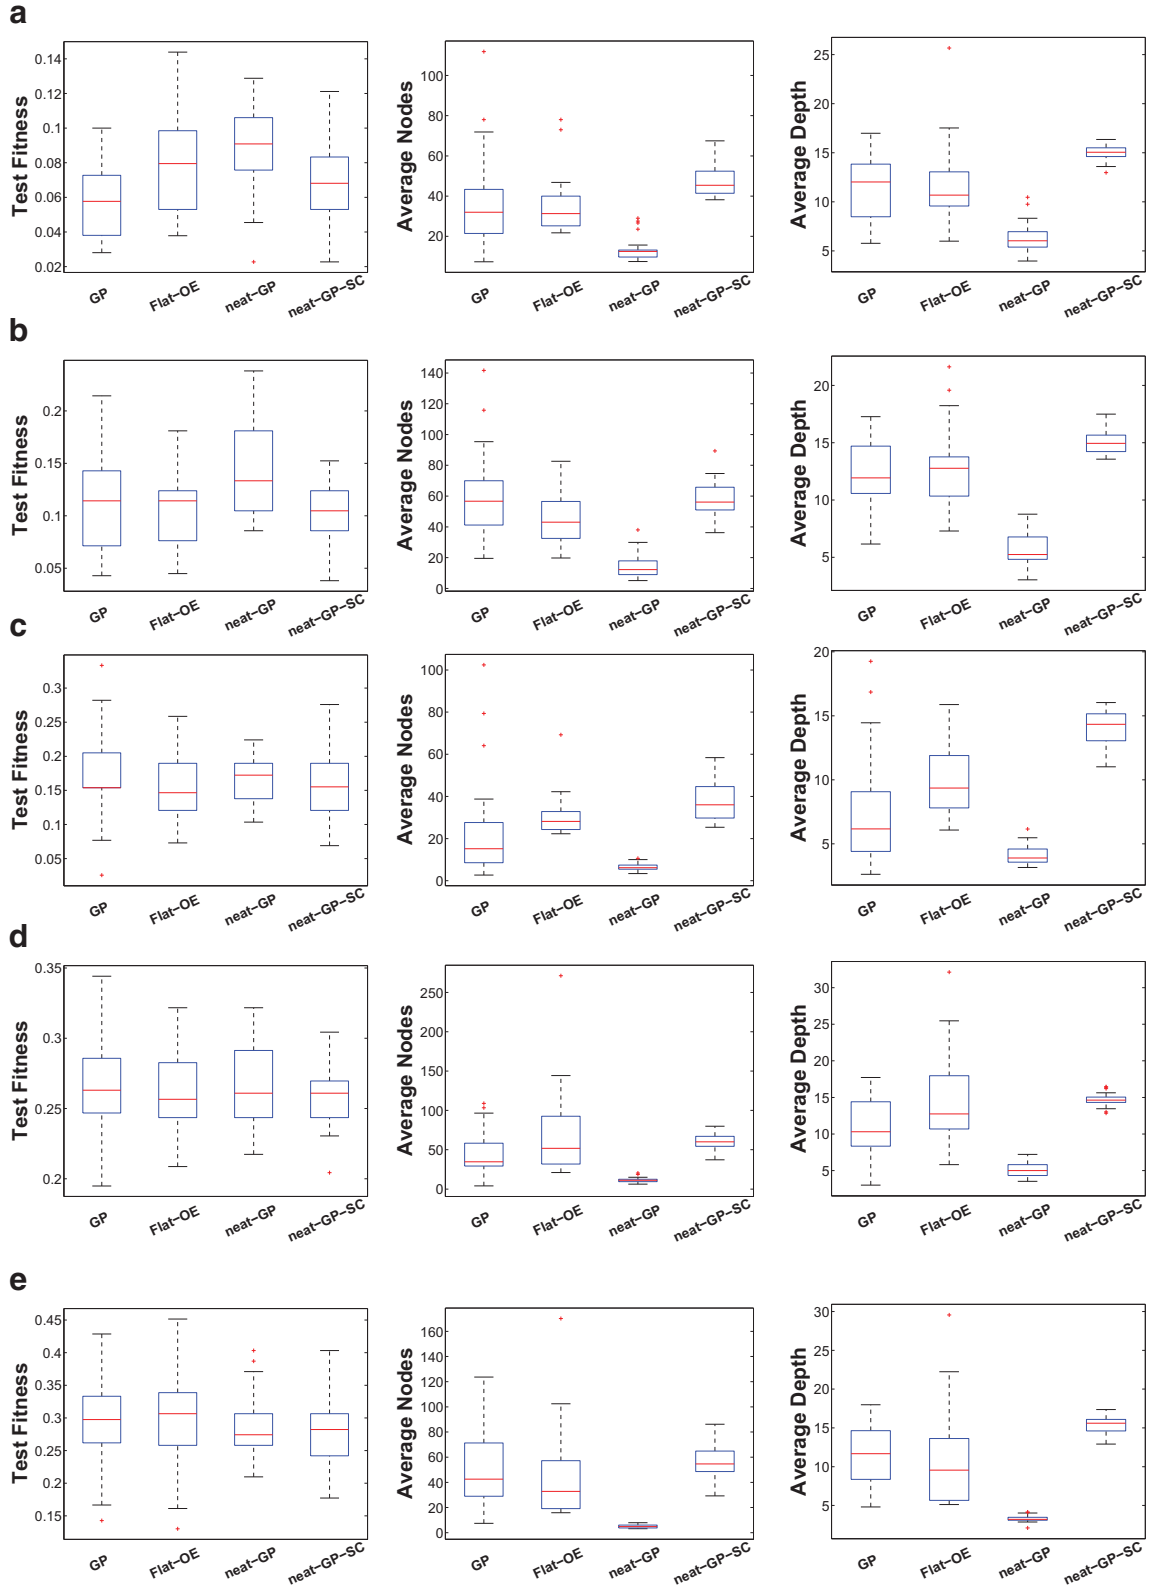 a
Test Fitness
0.14
0.12
0.1
0.08
0.06
0.04
0.02
GP
Flat−OE
neat−GP
neat−GP−SC
Average Nodes
100
80
60
40
20
GP
Flat−OE
neat−GP
neat−GP−SC
Average Depth
25
20
15
10
5
GP
Flat−OE
neat−GP
neat−GP−SC
b
Test Fitness
0.2
0.15
0.1
0.05
GP
Flat−OE
neat−GP
neat−GP−SC
Average Nodes
140
120
100
80
60
40
20
0
GP
Flat−OE
neat−GP
neat−GP−SC
Average Depth
20
15
10
5
GP
Flat−OE
neat−GP
neat−GP−SC
c
Test Fitness
0.3
0.25
0.2
0.15
0.1
0.05
GP
Flat−OE
neat−GP
neat−GP−SC
Average Nodes
100
80
60
40
20
0
GP
Flat−OE
neat−GP
neat−GP−SC
Average Depth
20
15
10
5
GP
Flat−OE
neat−GP
neat−GP−SC
d
Test Fitness
0.35
0.3
0.25
0.2
GP
Flat−OE
neat−GP
neat−GP−SC
Average Nodes
250
200
150
100
50
0
GP
Flat−OE
neat−GP
neat−GP−SC
Average Depth
30
25
20
15
10
5
GP
Flat−OE
neat−GP
neat−GP−SC
e
Test Fitness
0.45
0.4
0.35
0.3
0.25
0.2
0.15
GP
Flat−OE
neat−GP
neat−GP−SC
Average Nodes
160
140
120
100
80
60
40
20
0
GP
Flat−OE
neat−GP
neat−GP−SC
Average Depth
30
25
20
15
10
5
GP
Flat−OE
neat−GP
neat−GP−SC